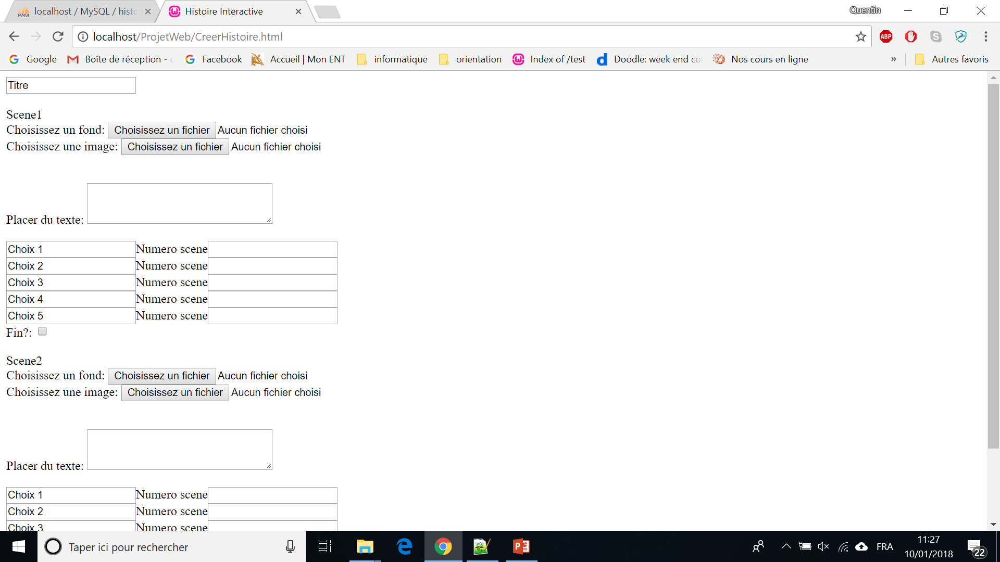 localhost / MySQL / histo
Histoire Interactive
Quentin
localhost/ProjetWeb/CreerHistoire.html
ABP
Google
Boîte de réception -
Facebook
Accueil | Mon ENT
informatique
orientation
Index of /test
Doodle: week end co
Nos cours en ligne
»
Autres favoris
Titre
Scene1
Choisissez un fond: Choisissez un fichier Aucun fichier choisi
Choisissez une image: Choisissez un fichier Aucun fichier choisi
Placer du texte:
Choix 1 Numero scene
Choix 2 Numero scene
Choix 3 Numero scene
Choix 4 Numero scene
Choix 5 Numero scene
Fin?:
Scene2
Choisissez un fond: Choisissez un fichier Aucun fichier choisi
Choisissez une image: Choisissez un fichier Aucun fichier choisi
Placer du texte:
Choix 1 Numero scene
Choix 2 Numero scene
Choix 3 Numero scene
Taper ici pour rechercher
FRA
11:27
10/01/2018
22